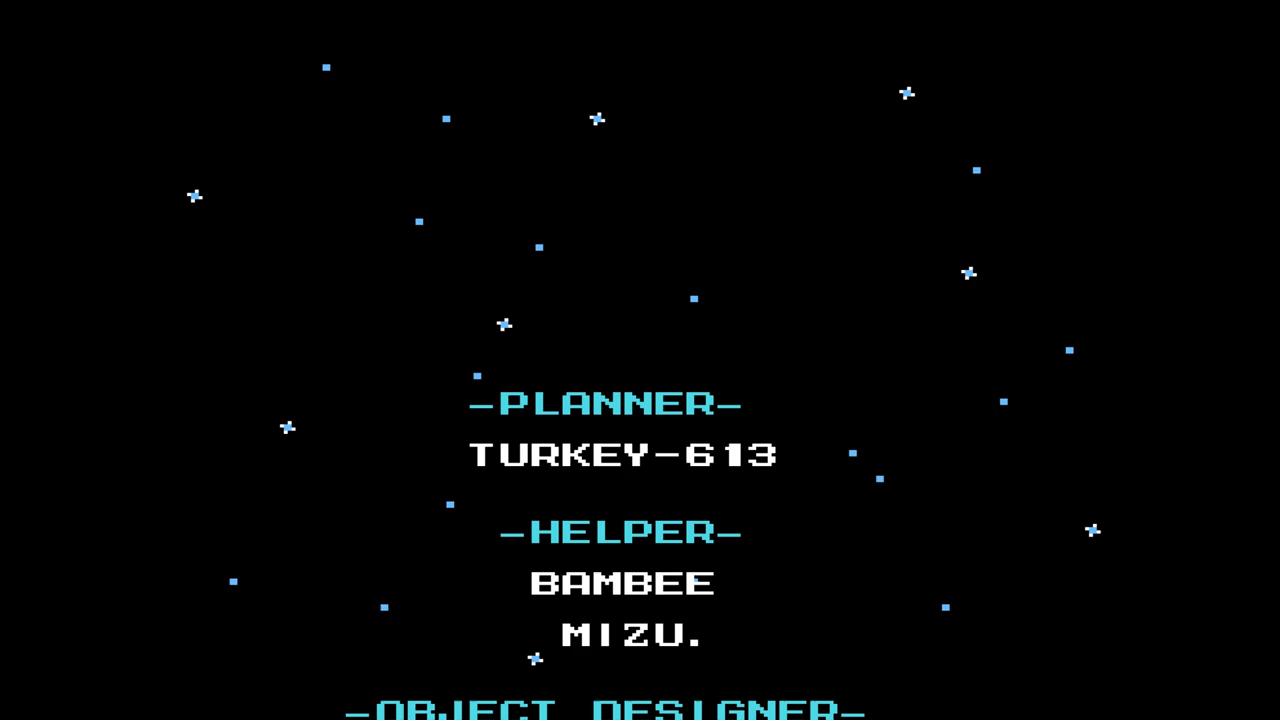 -PLANNER-
TURKEY-613
-HELPER-
BAMBEE
MIZU.
-OBJECT DESIGNER-